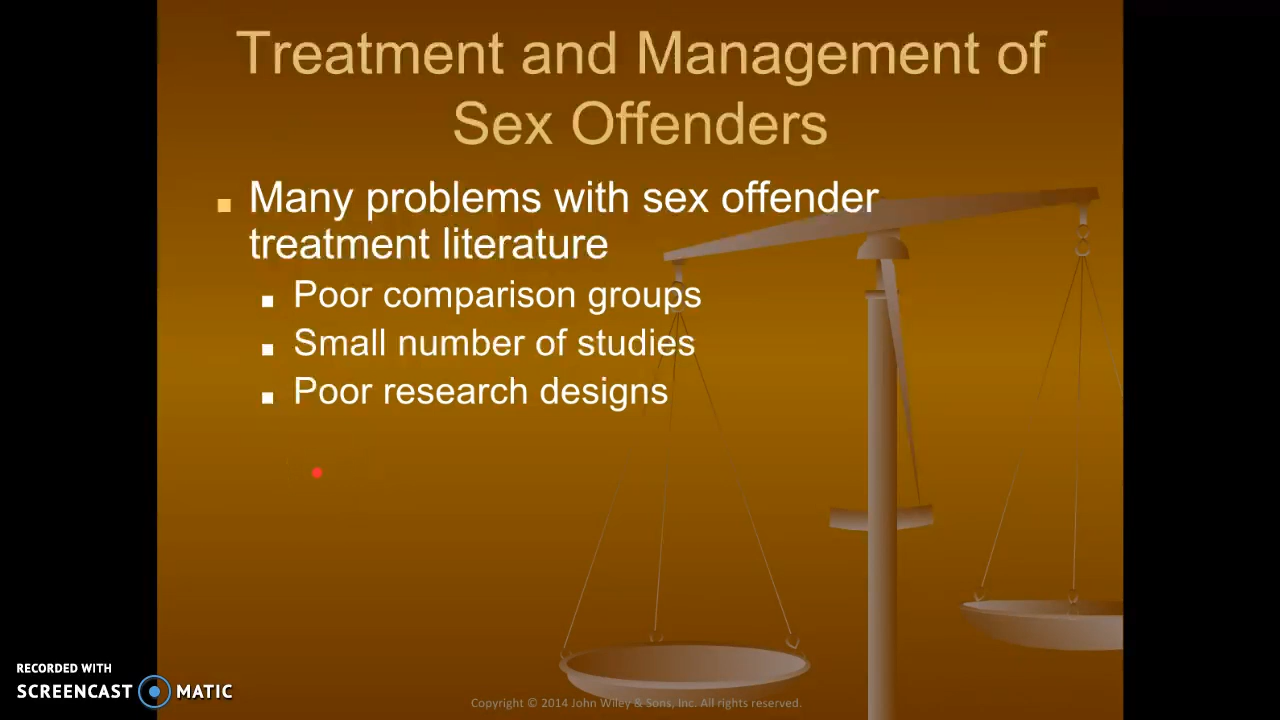 Treatment and Management of
Sex Offenders
Many problems with sex offender
treatment literature
Poor comparison groups
Small number of studies
Poor research designs
RECORDED WITH
SCREENCAST MATIC
Copyright © 2014 John Wiley & Sons, Inc. All rights reserved.